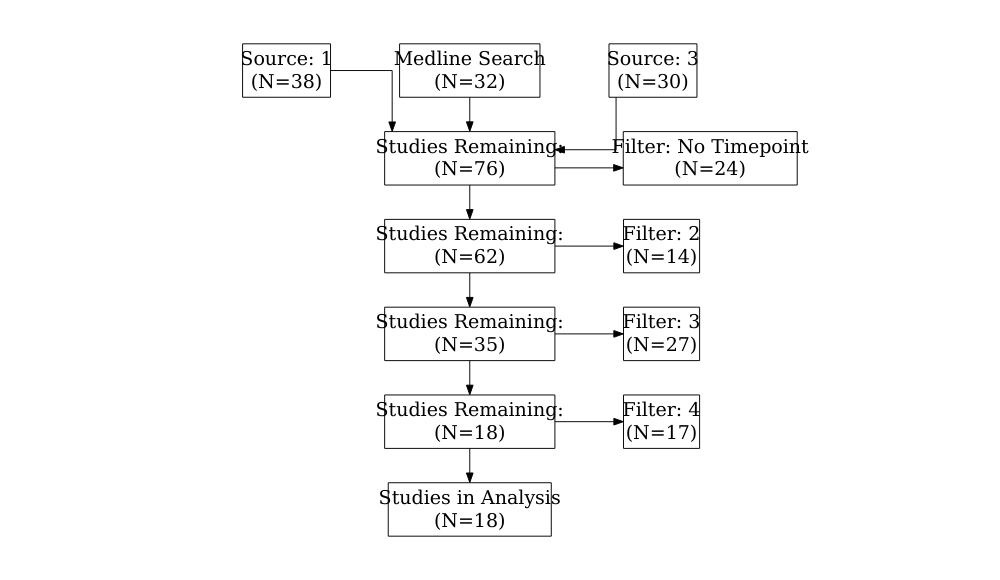 Source: 1
(N=38)
Medline Search
(N=32)
Source: 3
(N=30)
Studies Remaining:
(N=76)
Filter: No Timepoint
(N=24)
Studies Remaining:
(N=62)
Filter: 2
(N=14)
Studies Remaining:
(N=35)
Filter: 3
(N=27)
Studies Remaining:
(N=18)
Filter: 4
(N=17)
Studies in Analysis
(N=18)